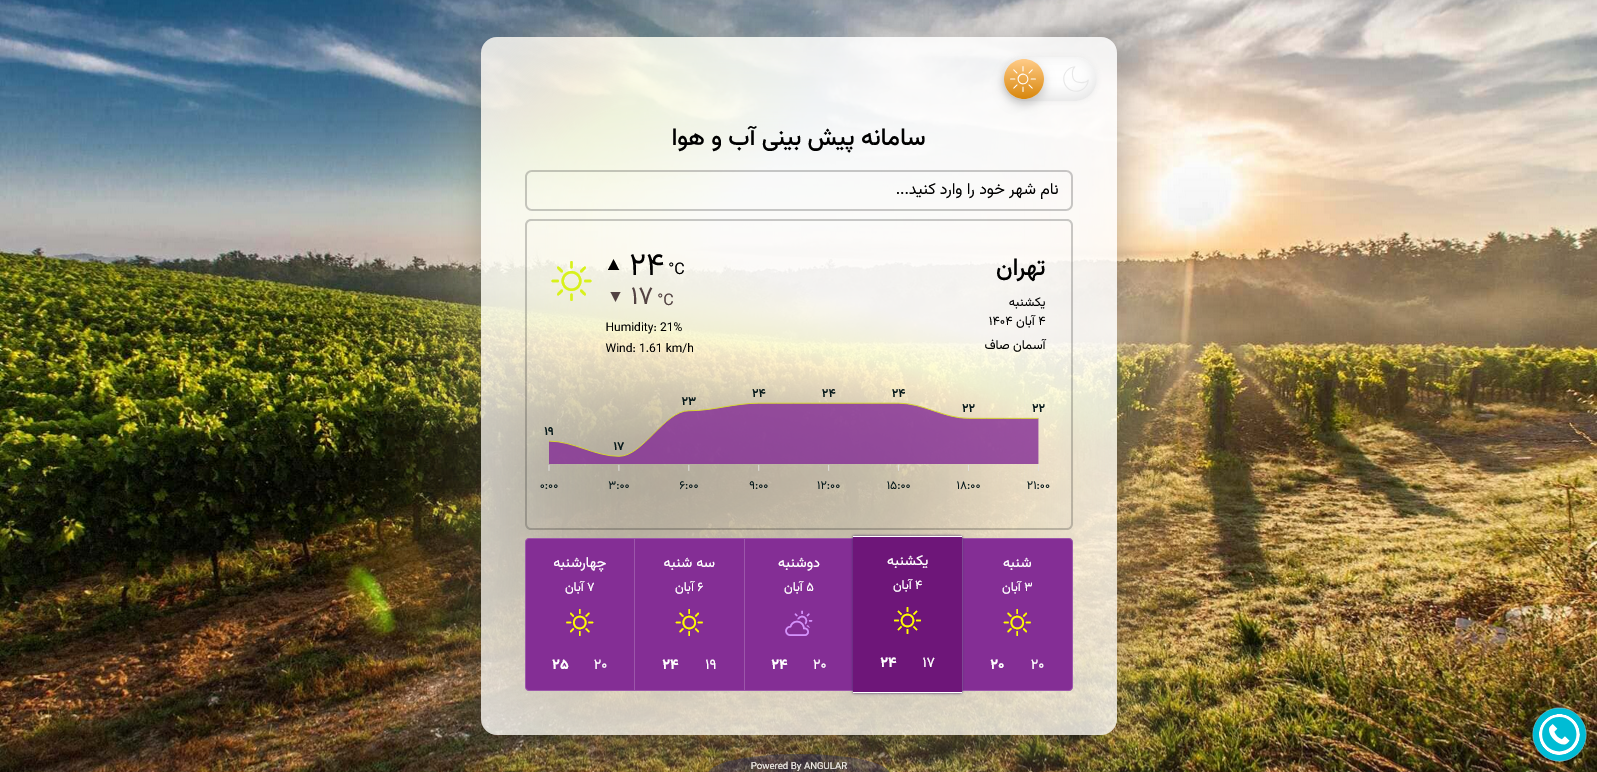 سامانه پیش بینی آب و هوا
نام شهر خود را وارد کنید...
تهران
یکشنبه
۴ آبان ۱۴۰۴
آسمان صاف
▲ ۲۴ °C
▼ ۱۷ °C
Humidity: 21%
Wind: 1.61 km/h
۱۹ ۱۷ ۲۳ ۲۴ ۲۴ ۲۴ ۲۲ ۲۲
۰:۰۰ ۳:۰۰ ۶:۰۰ ۹:۰۰ ۱۲:۰۰ ۱۵:۰۰ ۱۸:۰۰ ۲۱:۰۰
شنبه
۳ آبان
۲۰ ۲۰
یکشنبه
۴ آبان
۱۷ ۲۴
دوشنبه
۵ آبان
۲۰ ۲۴
سه شنبه
۶ آبان
۱۹ ۲۴
چهارشنبه
۷ آبان
۲۰ ۲۵
Powered By ANGULAR